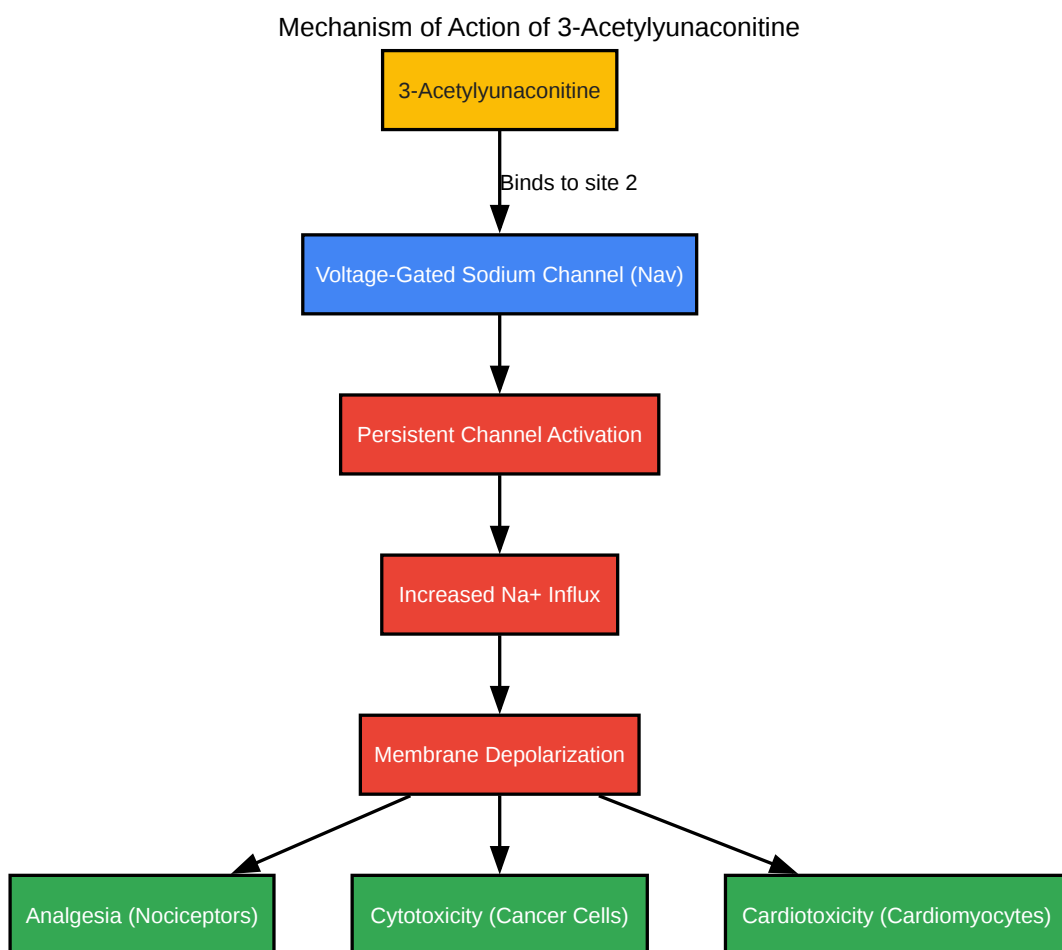 Mechanism of Action of 3-Acetylyunaconitine
3-Acetylyunaconitine
Binds to site 2
Voltage-Gated Sodium Channel (Nav)
Persistent Channel Activation
Increased Na+ Influx
Membrane Depolarization
Analgesia (Nociceptors)
Cytotoxicity (Cancer Cells)
Cardiotoxicity (Cardiomyocytes)